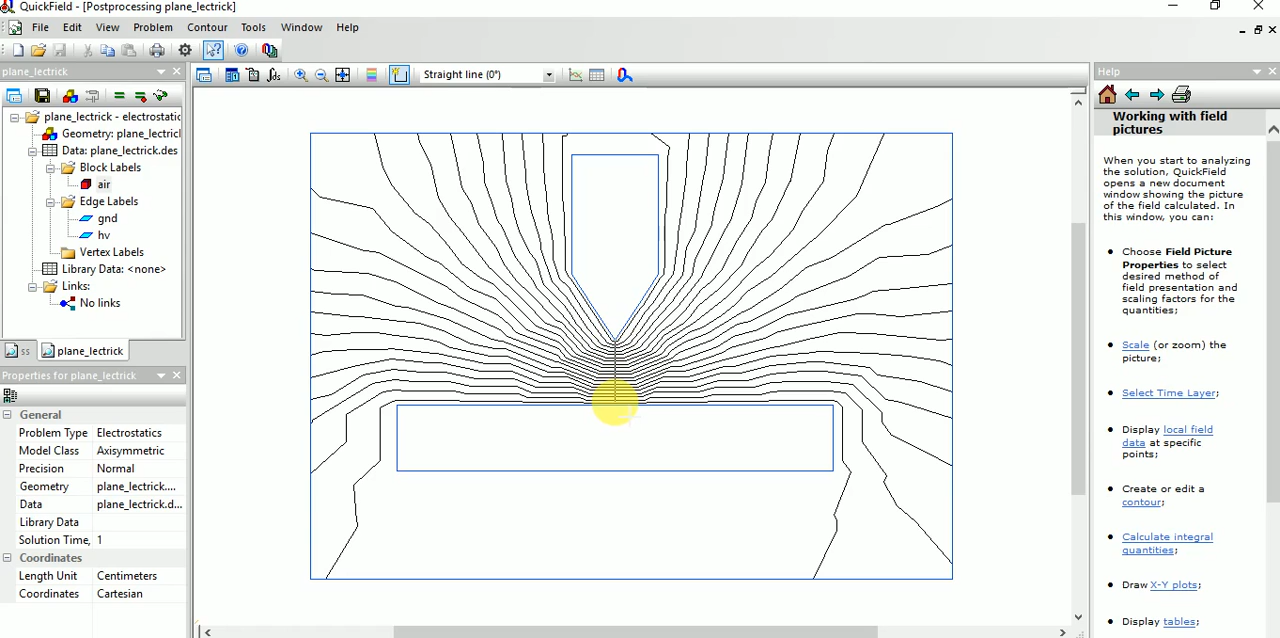 QuickField - [Postprocessing plane_lectrick]
File Edit View Problem Contour Tools Window Help
plane_lectrick
Straight line (0°)
Help
plane_lectrick - electrostatic
Geometry: plane_lectricl
Data: plane_lectrick.des
Block Labels
air
Edge Labels
gnd
hv
Vertex Labels
Library Data: <none>
Links:
No links
ss plane_lectrick
Properties for plane_lectrick
General
Problem Type Electrostatics
Model Class Axisymmetric
Precision Normal
Geometry plane_lectrick....
Data plane_lectrick.d...
Library Data
Solution Time, 1
Coordinates
Length Unit Centimeters
Coordinates Cartesian
Working with field
pictures
When you start to analyzing
the solution, QuickField
opens a new document
window showing the picture
of the field calculated. In
this window, you can:
Choose Field Picture
Properties to select
desired method of
field presentation and
scaling factors for the
quantities;
Scale (or zoom) the
picture;
Select Time Layer;
Display local field
data at specific
points;
Create or edit a
contour;
Calculate integral
quantities;
Draw X-Y plots;
Display tables;